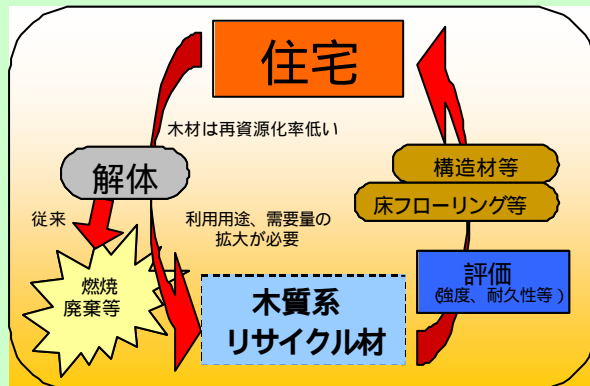 住宅
木材は再資源化率低い
解体
構造材等
床フローリング等
従来
利用用途、需要量の
拡大が必要
燃焼
廃棄等
木質系
リサイクル材
評価
(強度、耐久性等)